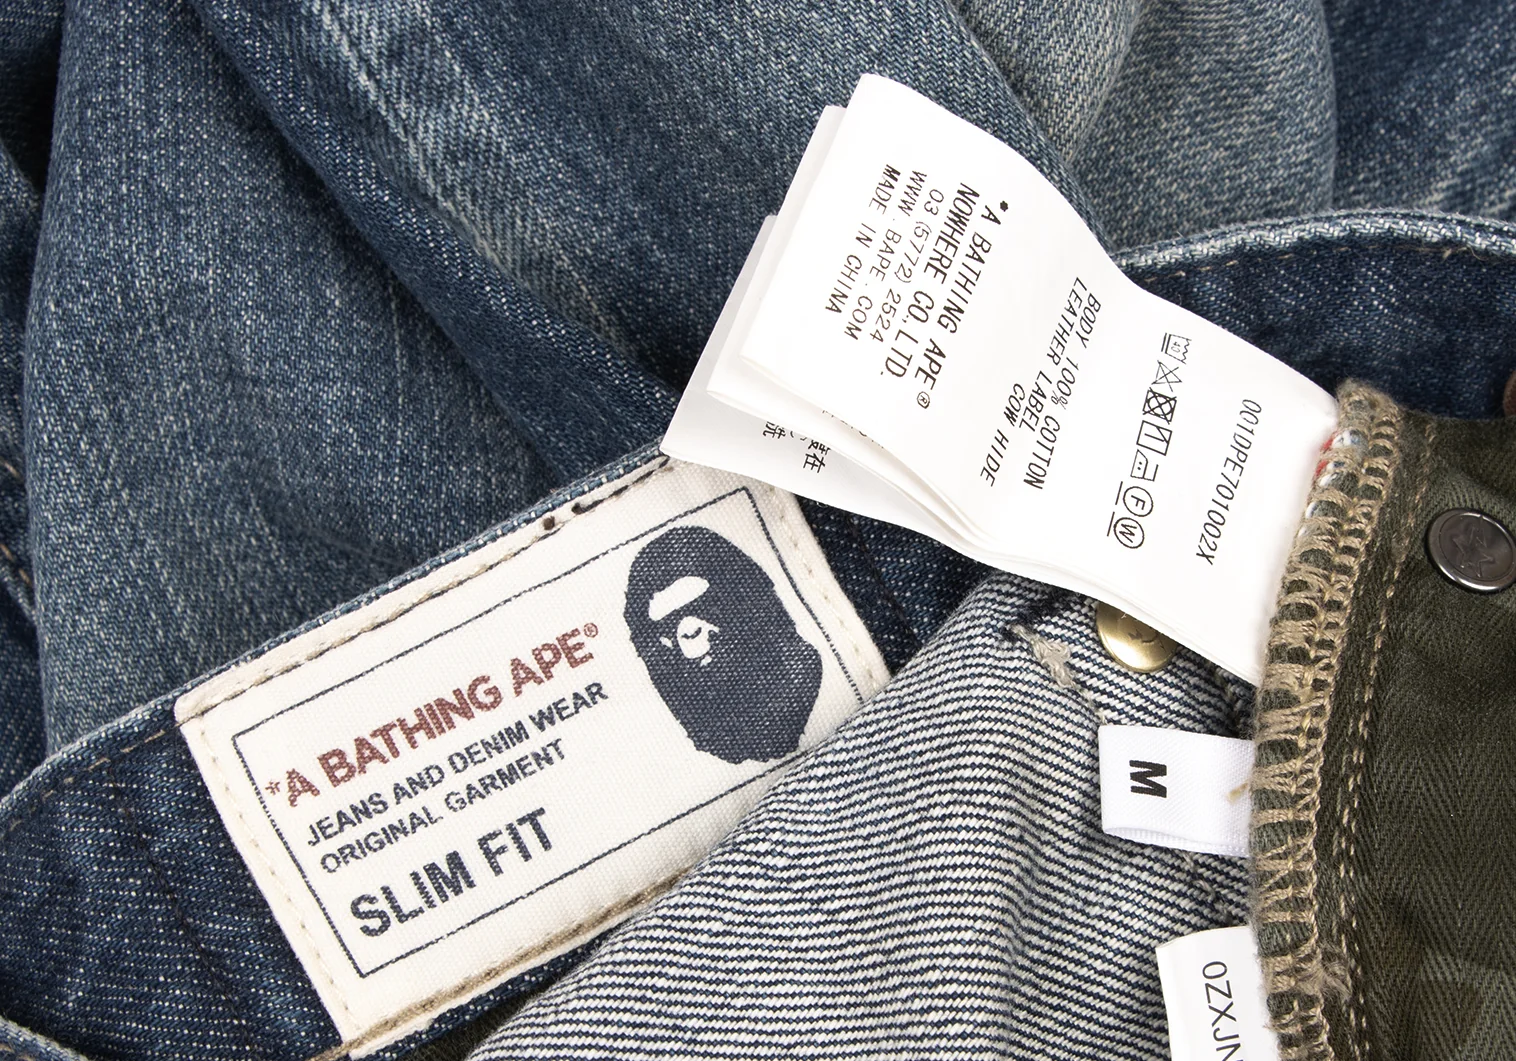 *A BATHING APE®
JEANS AND DENIM WEAR
ORIGINAL GARMENT
SLIM FIT
*A BATHING APE®
NOWHERE CO., LTD.
03 (5772) 2524
WWW . BAPE . COM
MADE IN CHINA
BODY 100% COTTON
LEATHER LABEL
COW HIDE
40
F
W
001DPE701002X
M